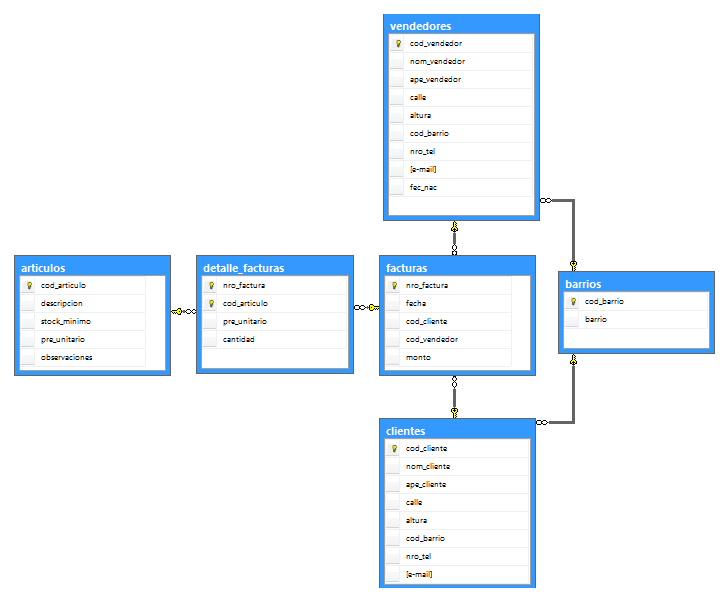 vendedores
cod_vendedor
nom_vendedor
ape_vendedor
calle
altura
cod_barrio
nro_tel
[e-mail]
fec_nac
articulos
cod_articulo
descripcion
stock_minimo
pre_unitario
observaciones
detalle_facturas
nro_factura
cod_articulo
pre_unitario
cantidad
facturas
nro_factura
fecha
cod_cliente
cod_vendedor
monto
barrios
cod_barrio
barrio
clientes
cod_cliente
nom_cliente
ape_cliente
calle
altura
cod_barrio
nro_tel
[e-mail]